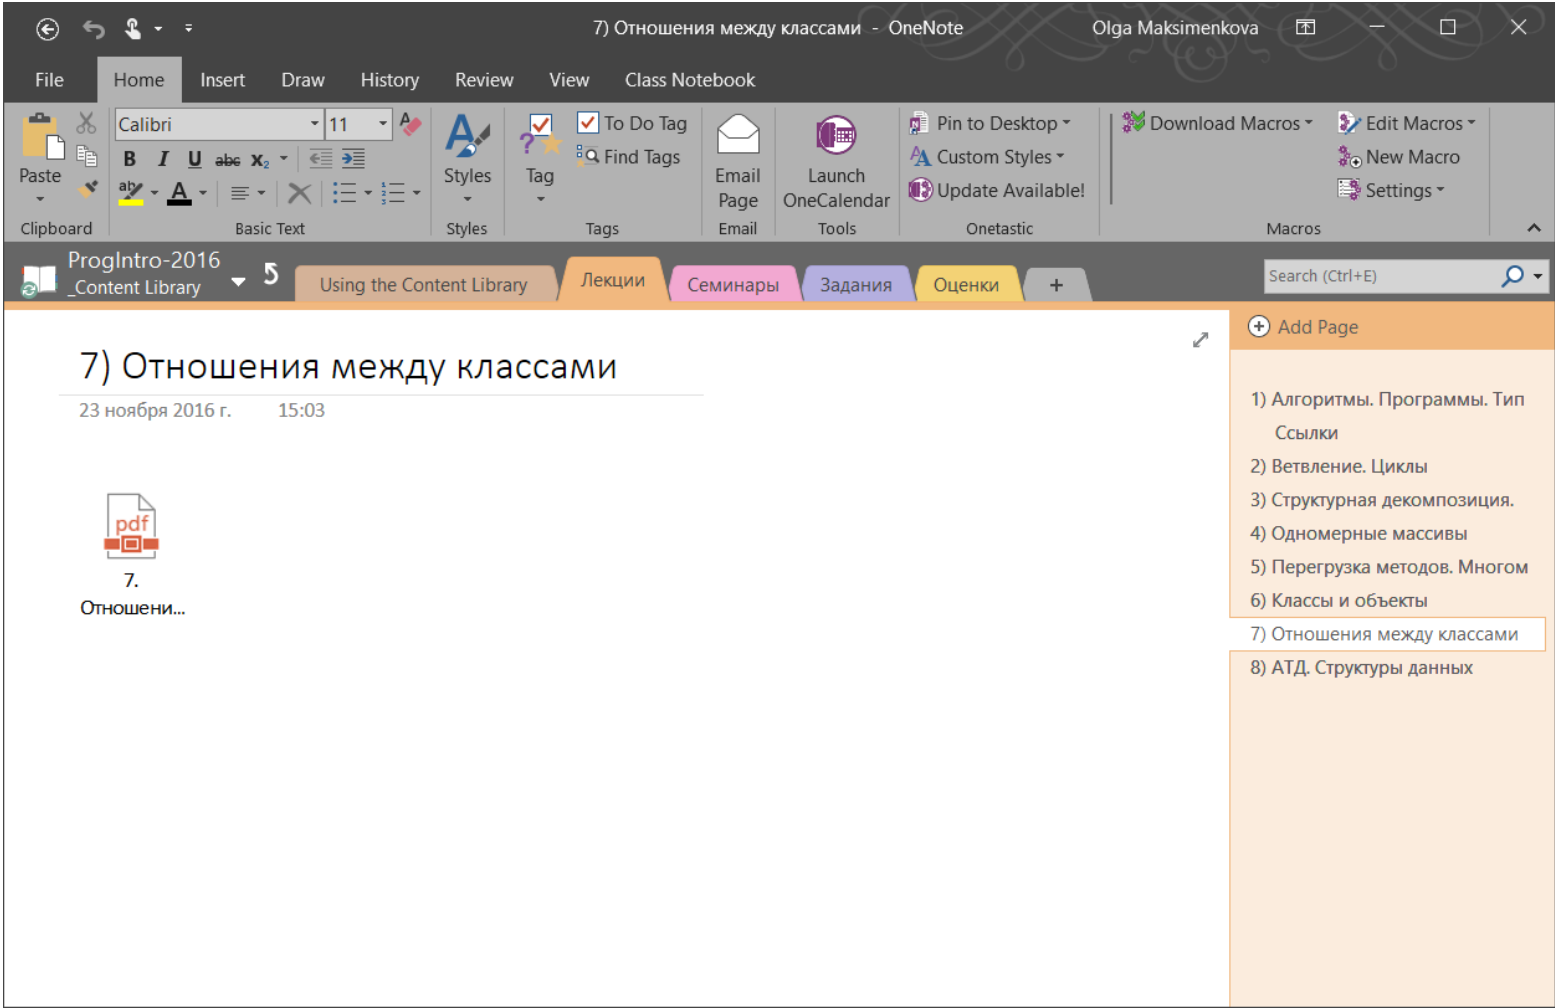 7) Отношения между классами - OneNote
Olga Maksimenkova
File Home Insert Draw History Review View Class Notebook
Paste
Clipboard
Calibri 11
B I U abc X₂
ab A
Basic Text
A
Styles
Styles
Tag
To Do Tag
Find Tags
Tags
Email
Page
Email
Launch
OneCalendar
Tools
Pin to Desktop
Custom Styles
Update Available!
Onetastic
Download Macros
Edit Macros
New Macro
Settings
Macros
ProgIntro-2016
_Content Library
Using the Content Library
Лекции
Семинары
Задания
Оценки
+
Search (Ctrl+E)
7) Отношения между классами
23 ноября 2016 г. 15:03
pdf
7.
Отношени...
Add Page
1) Алгоритмы. Программы. Тип
Ссылки
2) Ветвление. Циклы
3) Структурная декомпозиция.
4) Одномерные массивы
5) Перегрузка методов. Многом
6) Классы и объекты
7) Отношения между классами
8) АТД. Структуры данных